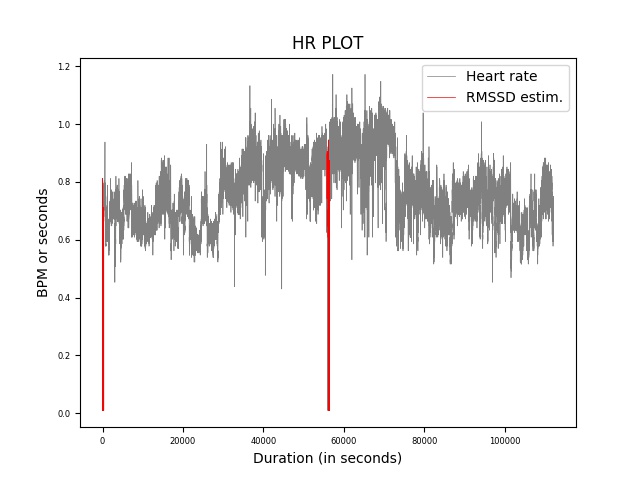 HR PLOT
Heart rate
RMSSD estim.
BPM or seconds
1.2
1.0
0.8
0.6
0.4
0.2
0.0
0 20000 40000 60000 80000 100000
Duration (in seconds)